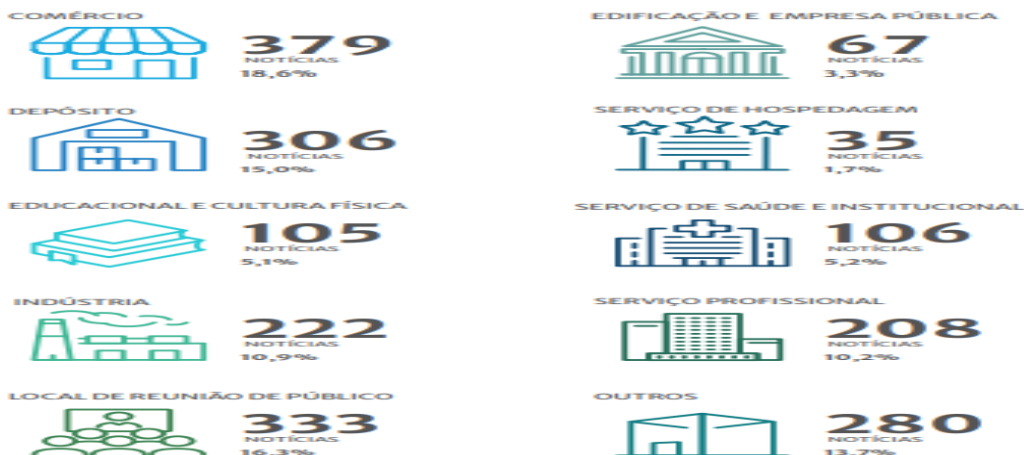 COMÉRCIO
379
NOTÍCIAS
18,6%
DEPÓSITO
306
NOTÍCIAS
15,0%
EDUCACIONAL E CULTURA FÍSICA
105
NOTÍCIAS
5,1%
INDÚSTRIA
222
NOTÍCIAS
10,9%
LOCAL DE REUNIÃO DE PÚBLICO
333
NOTÍCIAS
16,3%
EDIFICAÇÃO E EMPRESA PÚBLICA
67
NOTÍCIAS
3,3%
SERVIÇO DE HOSPEDAGEM
35
NOTÍCIAS
1,7%
SERVIÇO DE SAÚDE E INSTITUCIONAL
106
NOTÍCIAS
5,2%
SERVIÇO PROFISSIONAL
208
NOTÍCIAS
10,2%
OUTROS
280
NOTÍCIAS
13,7%